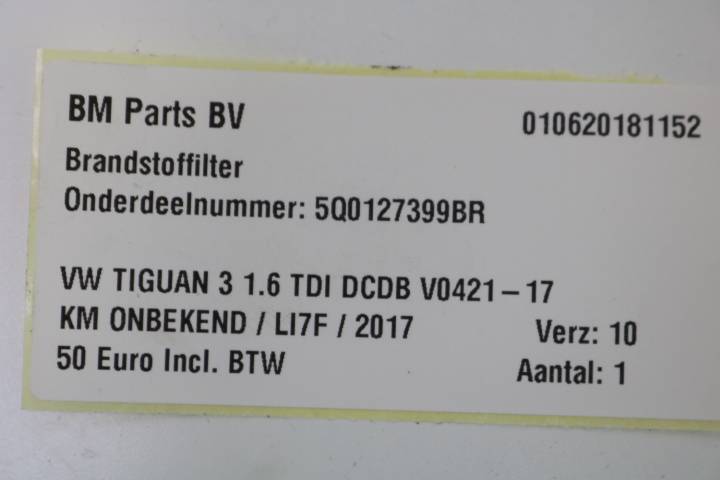 BM Parts BV 010620181152
Brandstoffilter
Onderdeelnummer: 5Q0127399BR
VW TIGUAN 3 1.6 TDI DCDB V0421-17
KM ONBEKEND / LI7F / 2017 Verz: 10
50 Euro Incl. BTW Aantal: 1